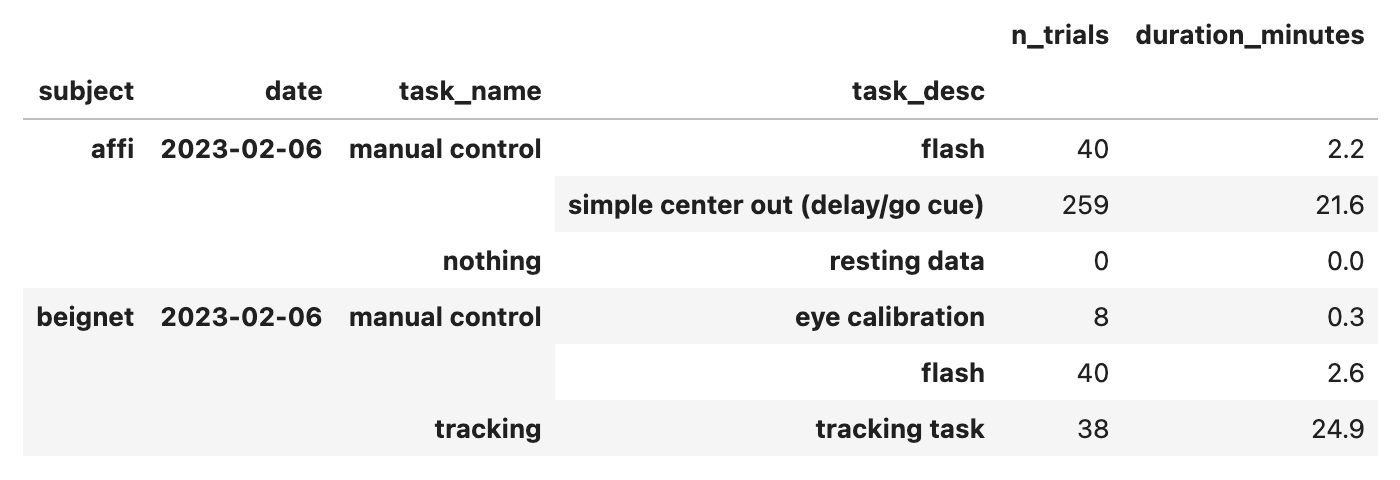 n_trials duration_minutes
subject date task_name task_desc
affi 2023-02-06 manual control flash 40 2.2
simple center out (delay/go cue) 259 21.6
nothing resting data 0 0.0
beignet 2023-02-06 manual control eye calibration 8 0.3
flash 40 2.6
tracking tracking task 38 24.9